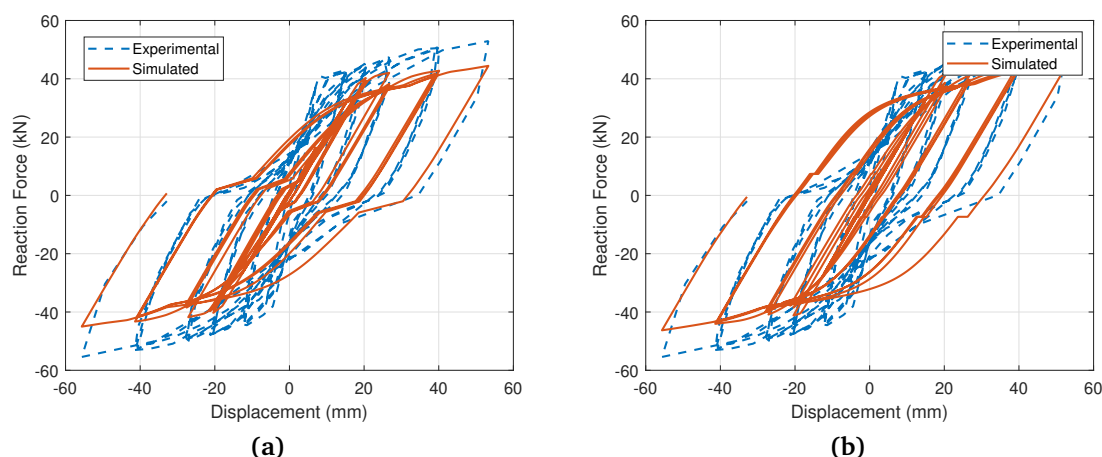 60
40
20
0
-20
-40
-60
-60 -40 -20 0 20 40 60
Reaction Force (kN)
Displacement (mm)
Experimental
Simulated
(a)
60
40
20
0
-20
-40
-60
-60 -40 -20 0 20 40 60
Reaction Force (kN)
Displacement (mm)
Experimental
Simulated
(b)